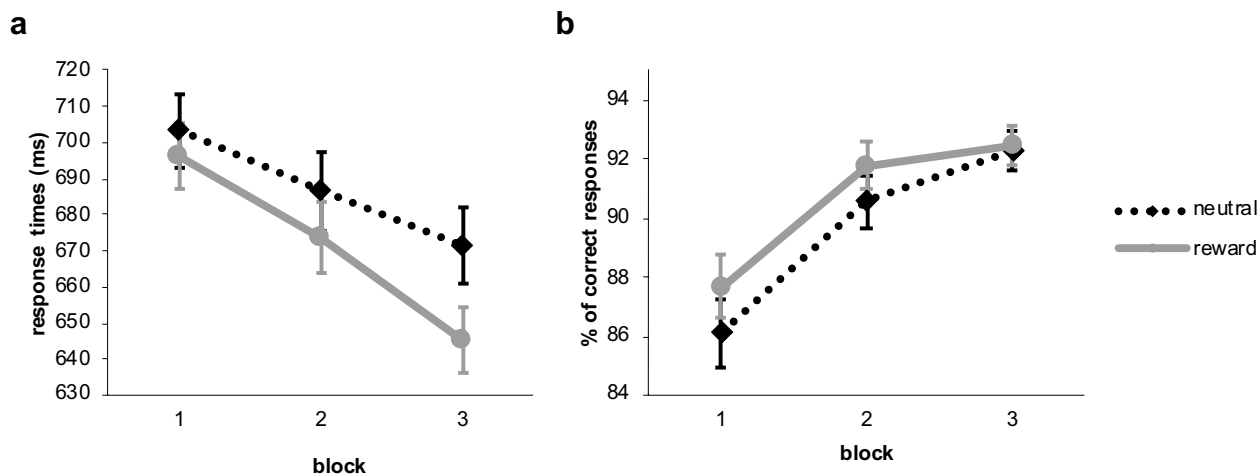 a
response times (ms)
720
710
700
690
680
670
660
650
640
630
1 2 3
block
b
% of correct responses
94
92
90
88
86
84
1 2 3
block
neutral
reward